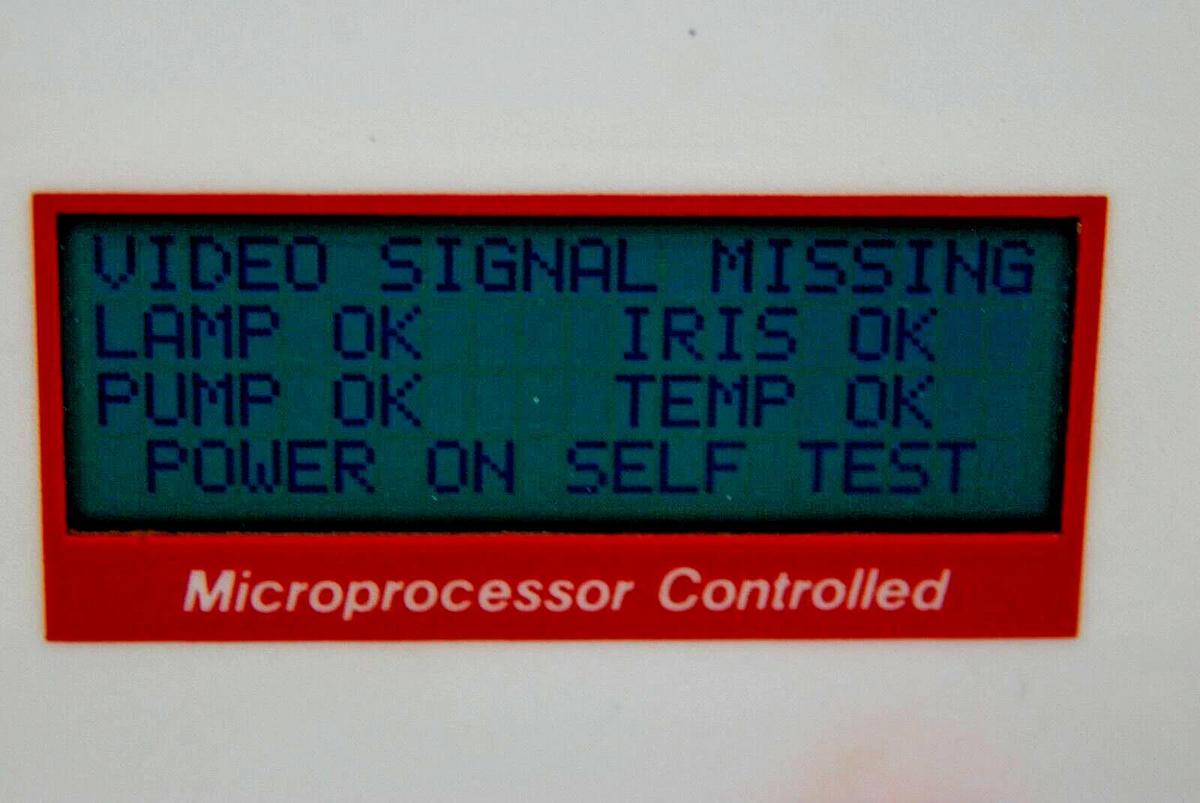 VIDEO SIGNAL MISSING
LAMP OK IRIS OK
PUMP OK TEMP OK
POWER ON SELF TEST
Microprocessor Controlled